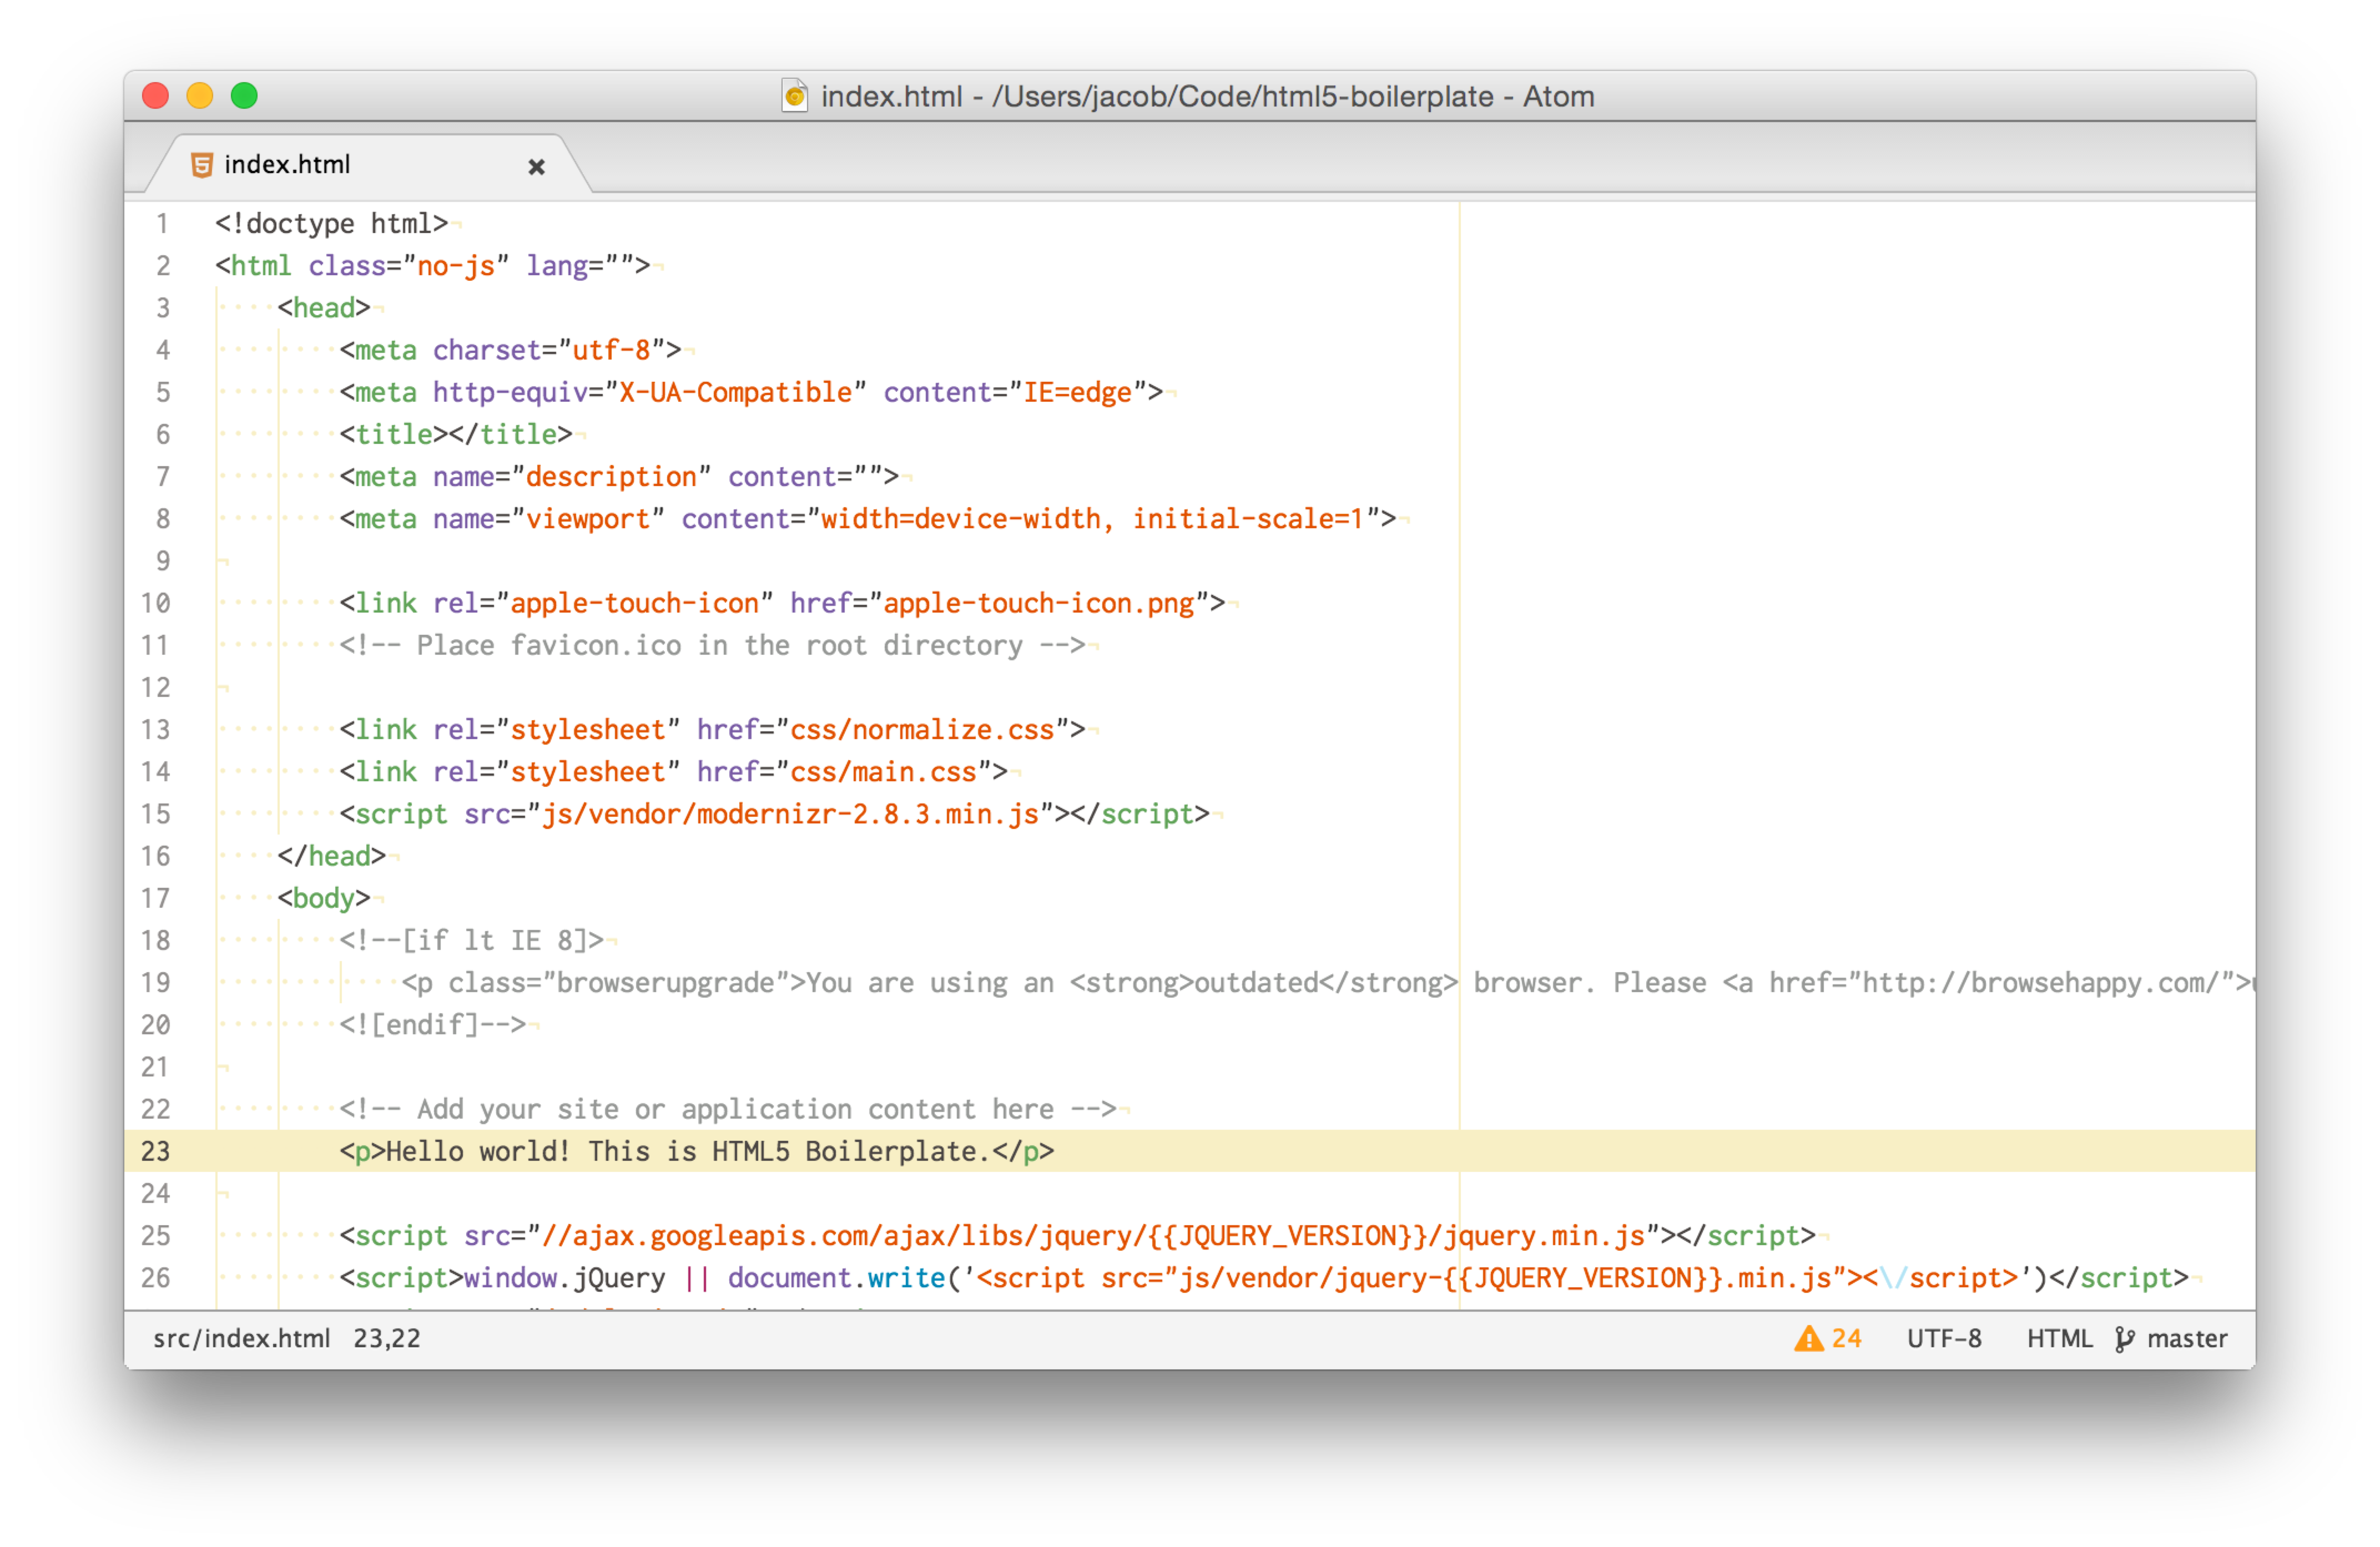 index.html - /Users/jacob/Code/html5-boilerplate - Atom
index.html
1 <!doctype html>
2 <html class="no-js" lang="">
3 <head>
4 <meta charset="utf-8">
5 <meta http-equiv="X-UA-Compatible" content="IE=edge">
6 <title></title>
7 <meta name="description" content="">
8 <meta name="viewport" content="width=device-width, initial-scale=1">
9
10 <link rel="apple-touch-icon" href="apple-touch-icon.png">
11 <!-- Place favicon.ico in the root directory -->
12
13 <link rel="stylesheet" href="css/normalize.css">
14 <link rel="stylesheet" href="css/main.css">
15 <script src="js/vendor/modernizr-2.8.3.min.js"></script>
16 </head>
17 <body>
18 <!--[if lt IE 8]>
19 <p class="browserupgrade">You are using an <strong>outdated</strong> browser. Please <a href="http://browsehappy.com/">
20 <![endif]-->
21
22 <!-- Add your site or application content here -->
23 <p>Hello world! This is HTML5 Boilerplate.</p>
24
25 <script src="//ajax.googleapis.com/ajax/libs/jquery/{{JQUERY_VERSION}}/jquery.min.js"></script>
26 <script>window.jQuery || document.write('<script src="js/vendor/jquery-{{JQUERY_VERSION}}.min.js"><\/script>')</script>
src/index.html 23,22 24 UTF-8 HTML master